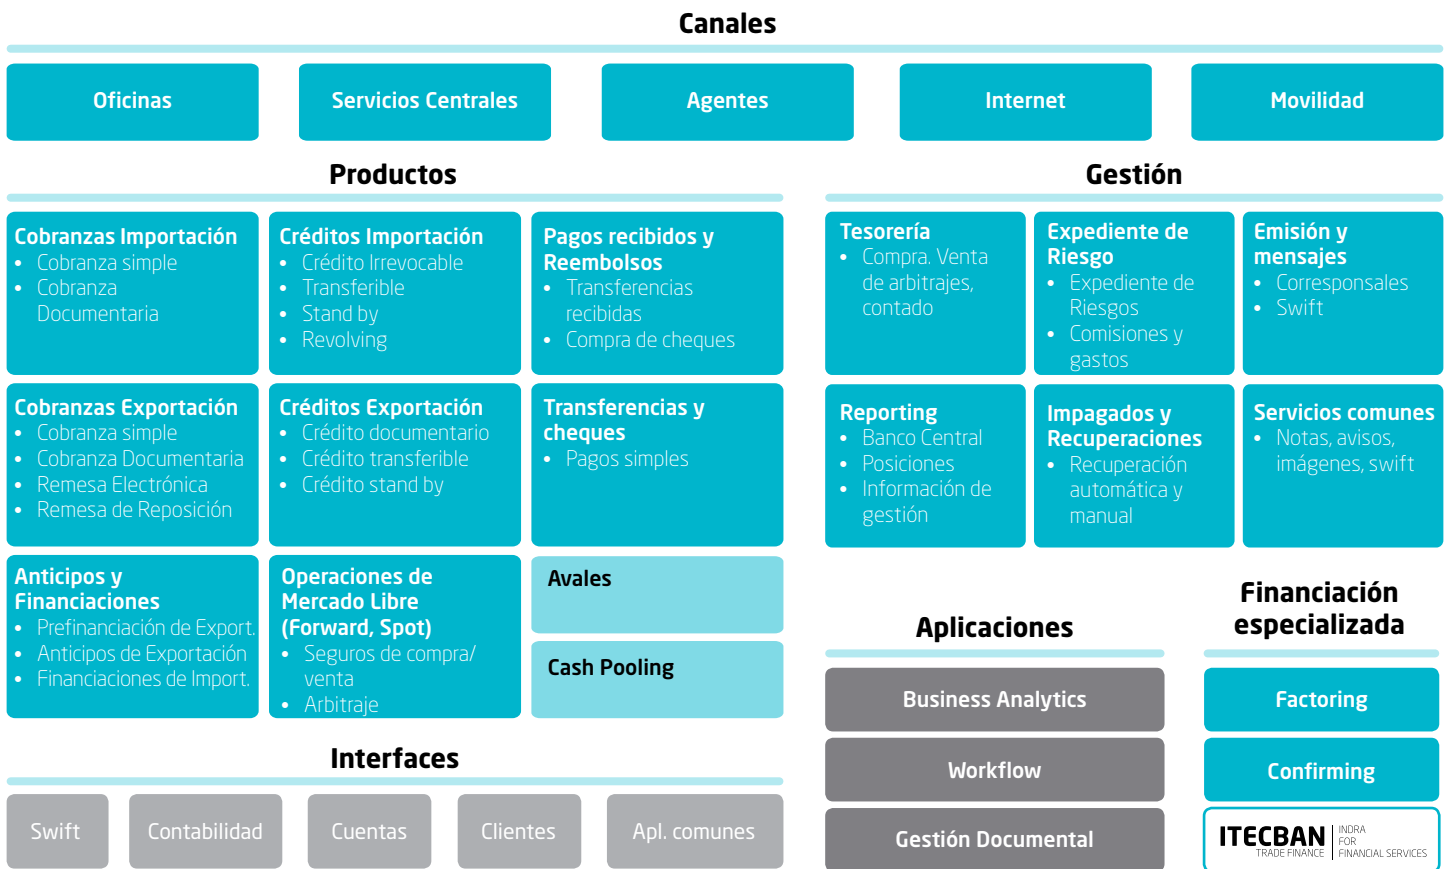 Canales
Oficinas
Servicios Centrales
Agentes
Internet
Movilidad
Productos
Cobranzas Importación
• Cobranza simple
• Cobranza
Documentaria
Créditos Importación
• Crédito Irrevocable
• Transferible
• Stand by
• Revolving
Pagos recibidos y
Reembolsos
• Transferencias
recibidas
• Compra de cheques
Cobranzas Exportación
• Cobranza simple
• Cobranza Documentaria
• Remesa Electrónica
• Remesa de Reposición
Créditos Exportación
• Crédito documentario
• Crédito transferible
• Crédito stand by
Transferencias y
cheques
• Pagos simples
Anticipos y
Financiaciones
• Prefinanciación de Export.
• Anticipos de Exportación
• Financiaciones de Import.
Operaciones de
Mercado Libre
(Forward, Spot)
• Seguros de compra/
venta
• Arbitraje
Avales
Cash Pooling
Gestión
Tesorería
• Compra. Venta
de arbitrajes,
contado
Expediente de
Riesgo
• Expediente de
Riesgos
• Comisiones y
gastos
Emisión y
mensajes
• Corresponsales
• Swift
Reporting
• Banco Central
• Posiciones
• Información de
gestión
Impagados y
Recuperaciones
• Recuperación
automática y
manual
Servicios comunes
• Notas, avisos,
imágenes, swift
Interfaces
Swift
Contabilidad
Cuentas
Clientes
Apl. comunes
Aplicaciones
Business Analytics
Workflow
Gestión Documental
Financiación
especializada
Factoring
Confirming
ITECBAN
TRADE FINANCE
INDRA
FOR
FINANCIAL SERVICES